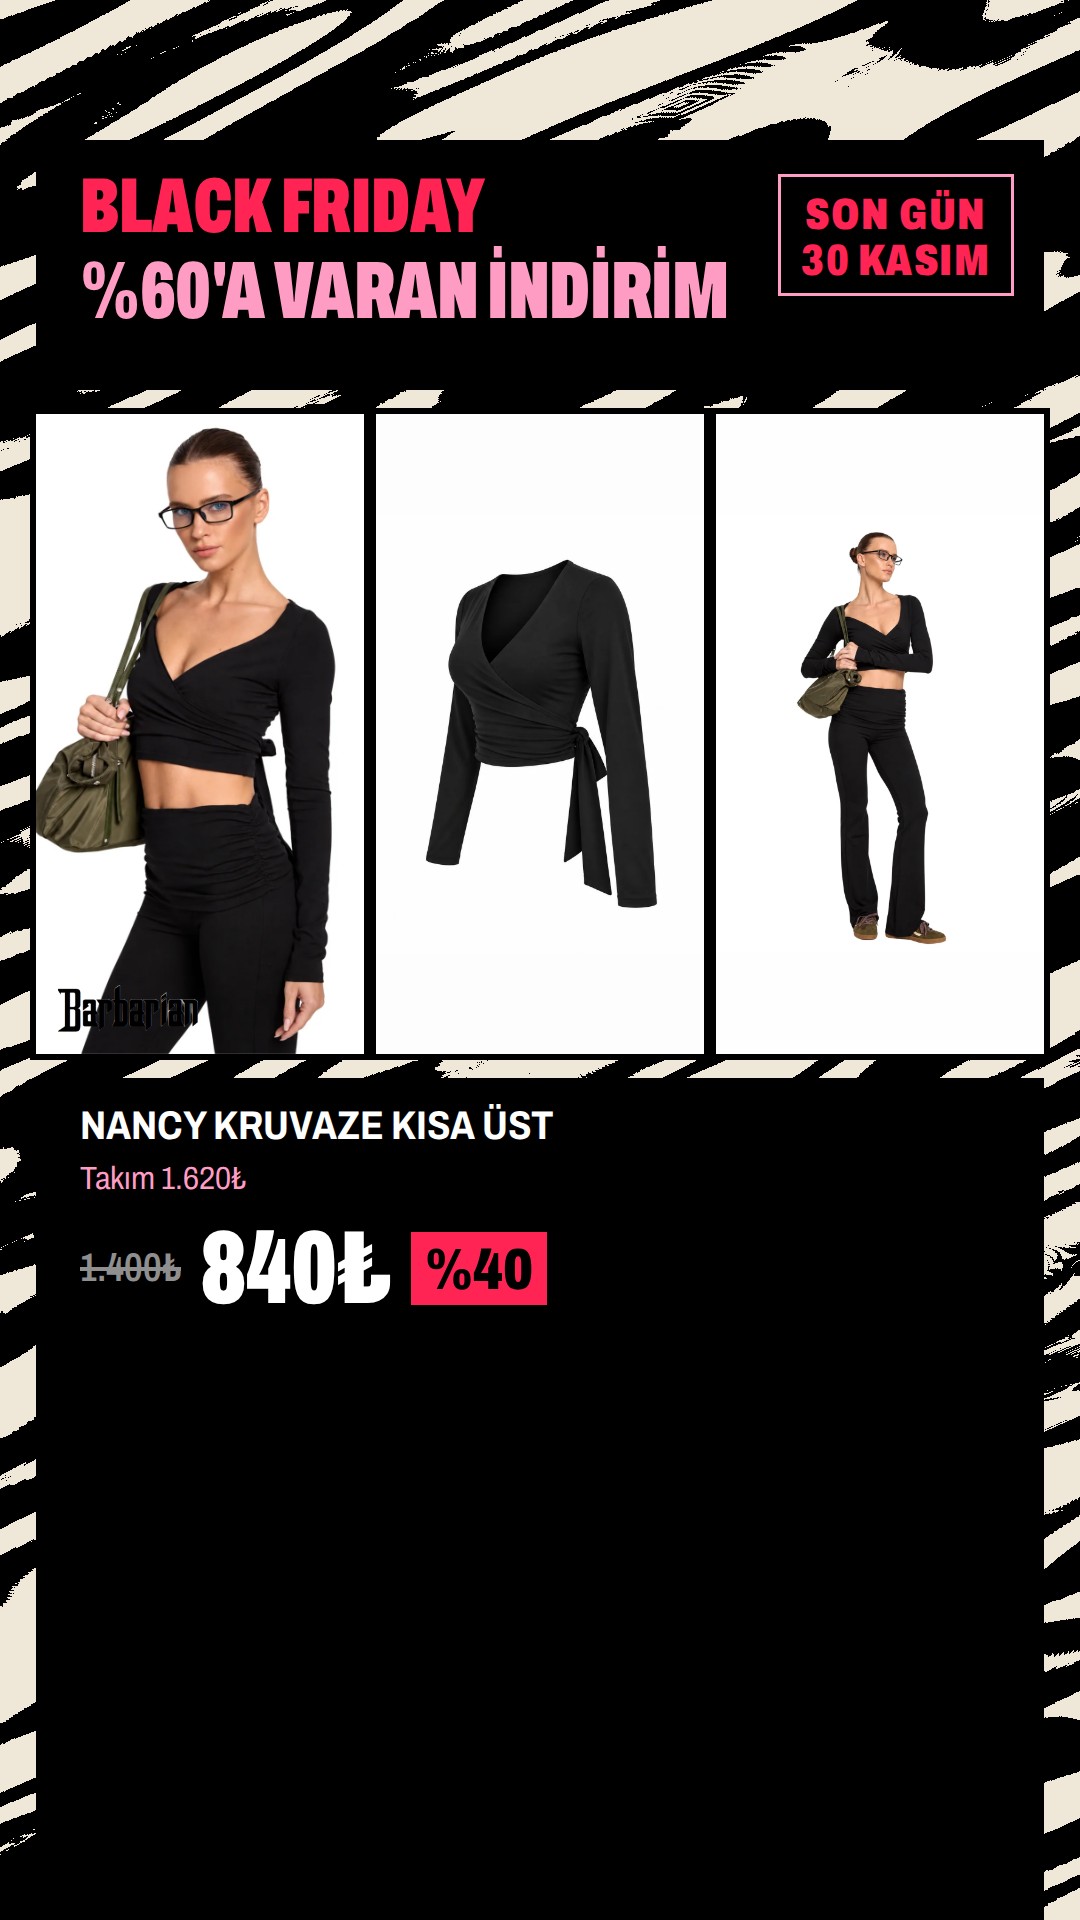 BLACK FRIDAY
%60'A VARAN İNDİRİM
SON GÜN
30 KASIM
Barbarian
NANCY KRUVAZE KISA ÜST
Takım 1.620₺
1.400₺ 840₺ %40